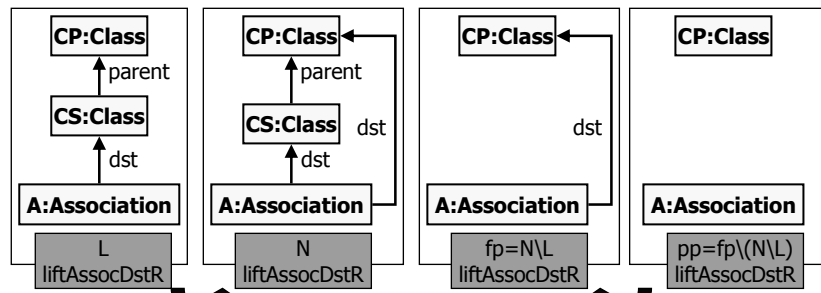 CP:Class
parent
CS:Class
dst
A:Association
L
liftAssocDstR
CP:Class
parent
CS:Class
dst
dst
A:Association
N
liftAssocDstR
CP:Class
dst
A:Association
fp=N\L
liftAssocDstR
CP:Class
A:Association
pp=fp\(N\L)
liftAssocDstR